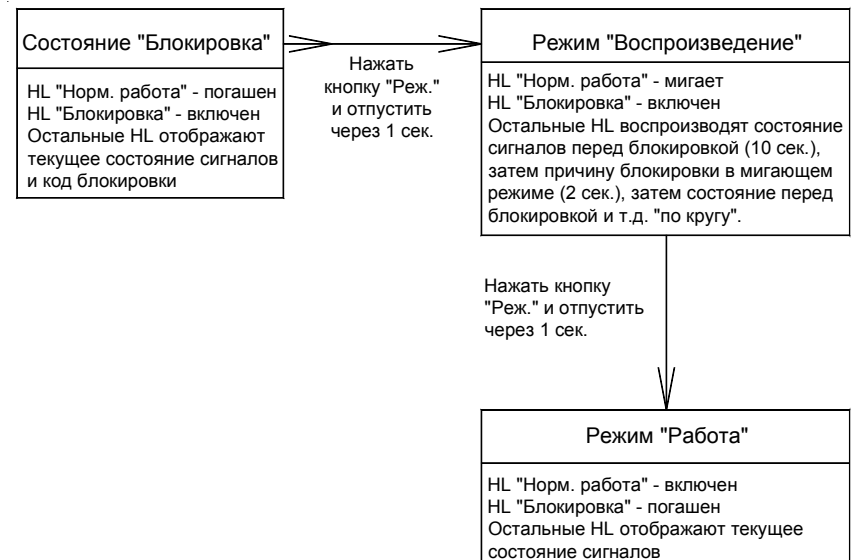 Состояние "Блокировка"
HL "Норм. работа" - погашен
HL "Блокировка" - включен
Остальные HL отображают
текущее состояние сигналов
и код блокировки
Нажать
кнопку "Реж."
и отпустить
через 1 сек.
Режим "Воспроизведение"
HL "Норм. работа" - мигает
HL "Блокировка" - включен
Остальные HL воспроизводят состояние
сигналов перед блокировкой (10 сек.),
затем причину блокировки в мигающем
режиме (2 сек.), затем состояние перед
блокировкой и т.д. "по кругу".
Нажать кнопку
"Реж." и отпустить
через 1 сек.
Режим "Работа"
HL "Норм. работа" - включен
HL "Блокировка" - погашен
Остальные HL отображают текущее
состояние сигналов